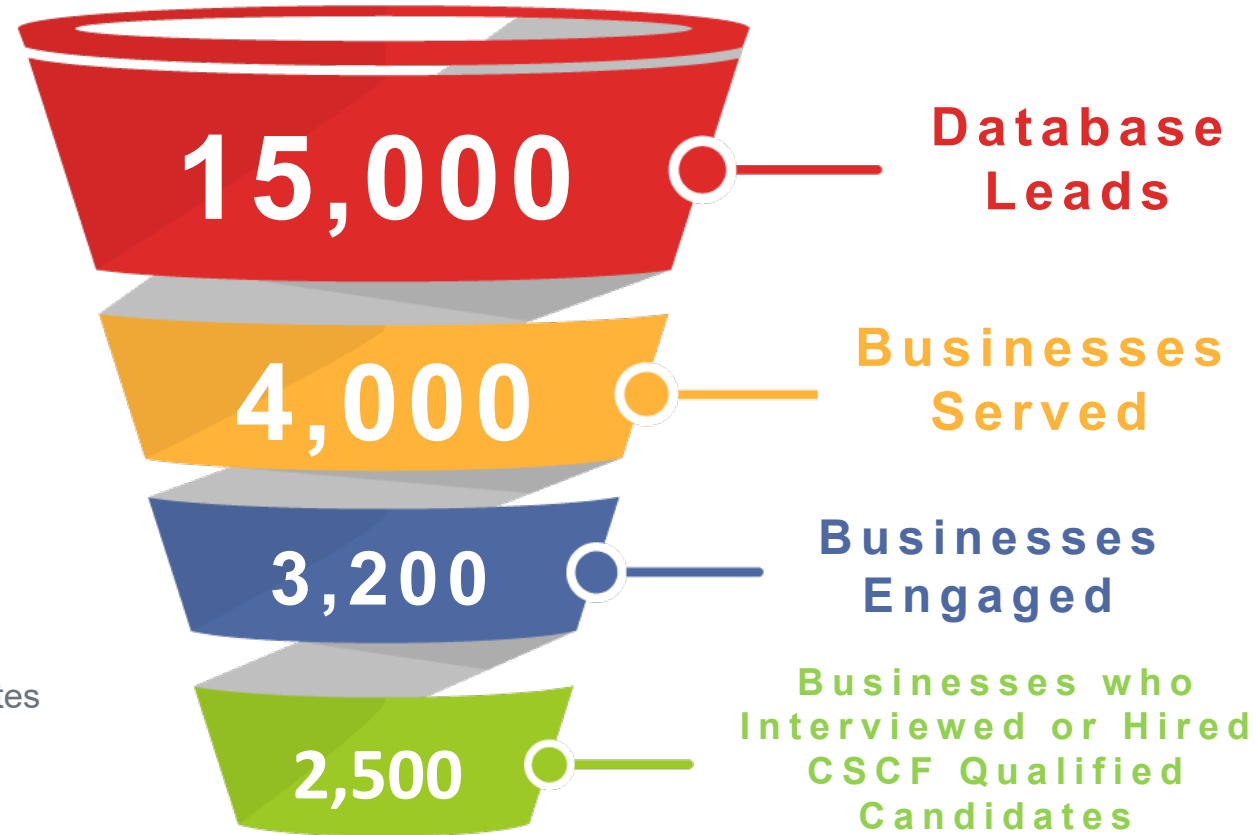 15,000
Database
Leads
4,000
Businesses
Served
3,200
Businesses
Engaged
tes
2,500
Businesses who
Interviewed or Hired
CSCF Qualified
Candidates